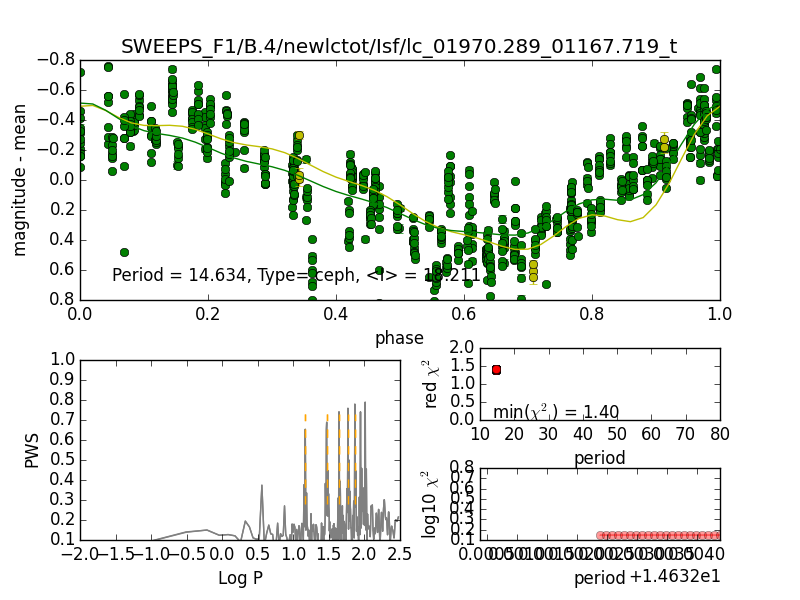 SWEEPS_F1/B.4/newlctot/Isf/lc_01970.289_01167.719_t
magnitude - mean
−0.8
−0.6
−0.4
−0.2
0.0
0.2
0.4
0.6
0.8
Period = 14.634, Type= ceph, <I> =
0.0 0.2 0.4 0.6 0.8 1.0
phase
PWS
1.0
0.9
0.8
0.7
0.6
0.5
0.4
0.3
0.2
0.1
−2.0 −1.5 −1.0 −0.5 0.0 0.5 1.0 1.5 2.0 2.5
Log P
red χ²
2.0
1.5
1.0
0.5
0.0
min(χ²) = 1.40
10 20 30 40 50 60 70 80
period
log10 χ²
0.8
0.7
0.6
0.5
0.4
0.3
0.2
0.1
period +1.4632e1